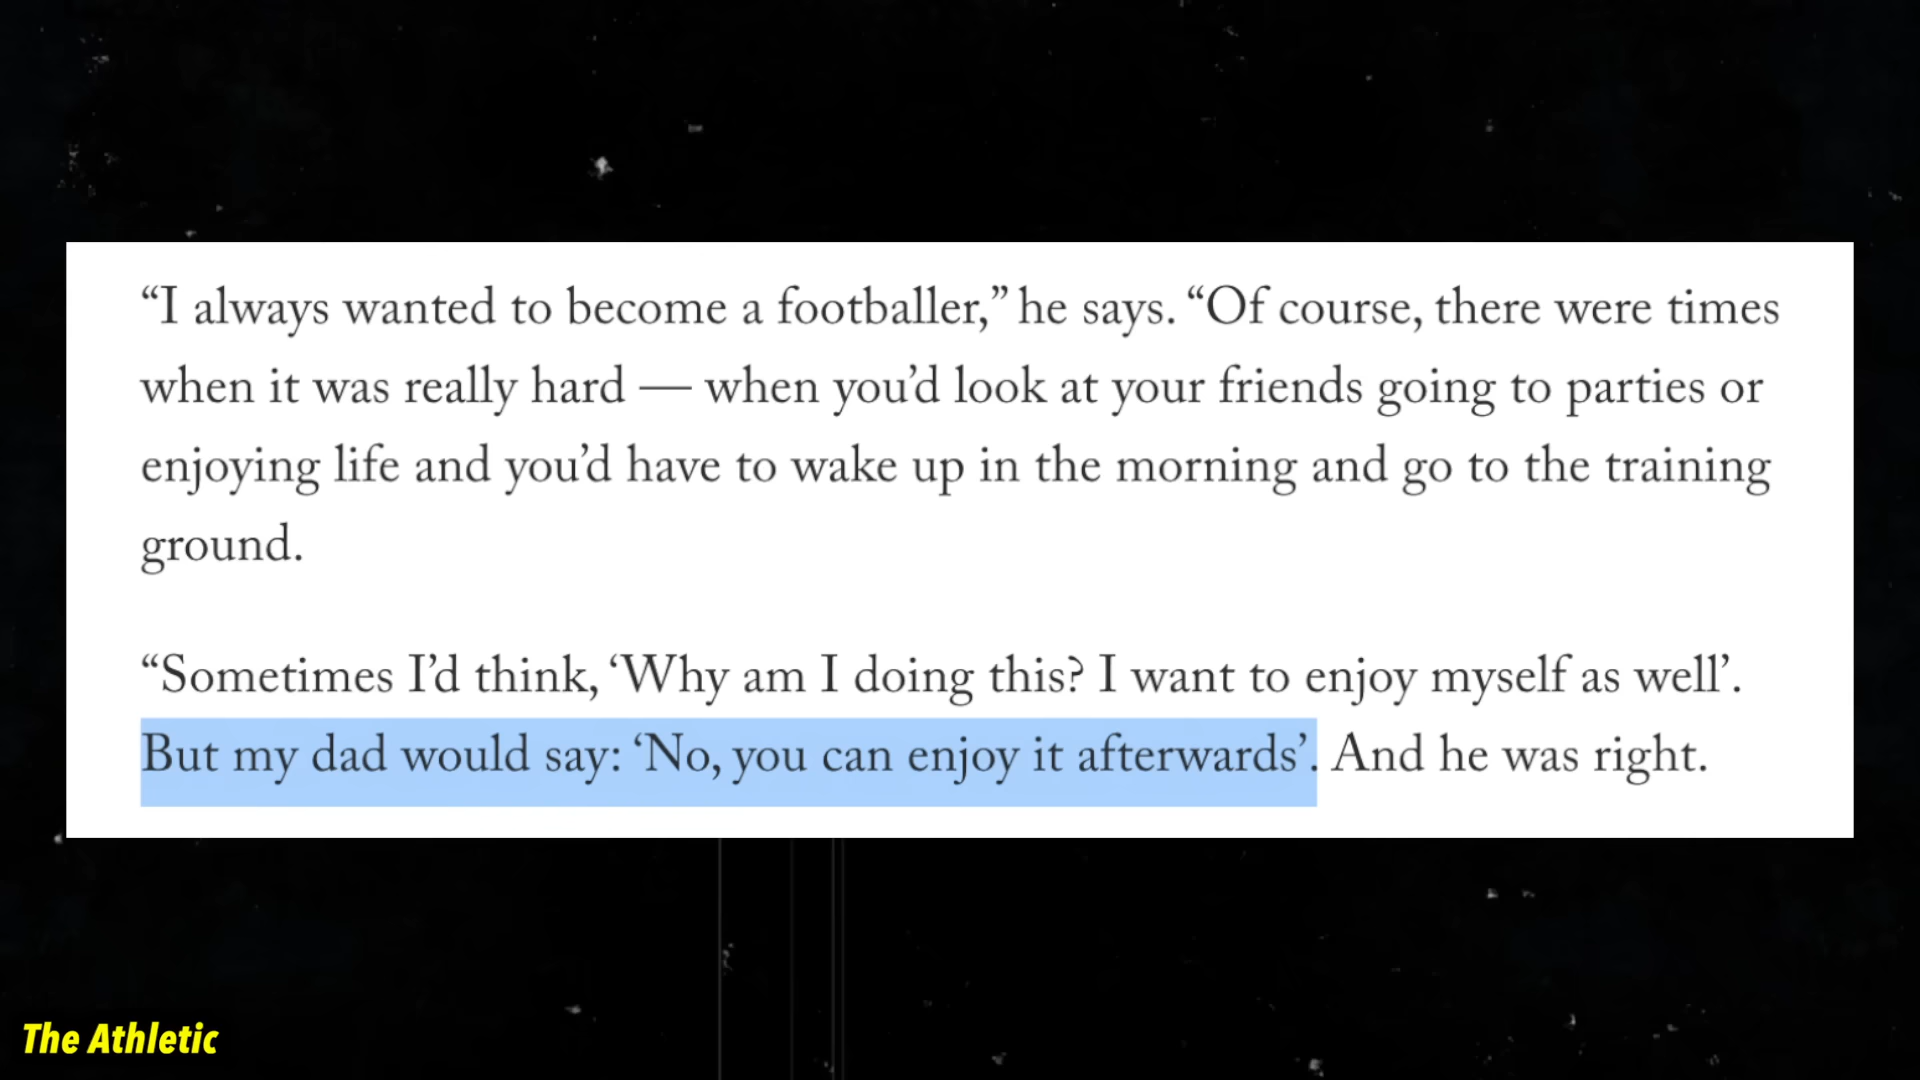 “I always wanted to become a footballer,” he says. “Of course, there were times
when it was really hard — when you’d look at your friends going to parties or
enjoying life and you’d have to wake up in the morning and go to the training
ground.
“Sometimes I’d think, ‘Why am I doing this? I want to enjoy myself as well’.
But my dad would say: ‘No, you can enjoy it afterwards’. And he was right.
The Athletic